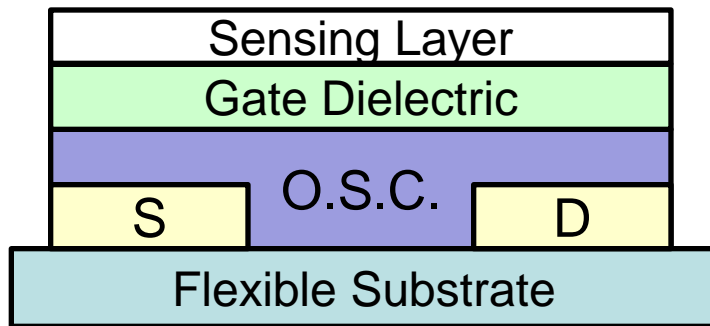 Sensing Layer
Gate Dielectric
O.S.C.
S
D
Flexible Substrate